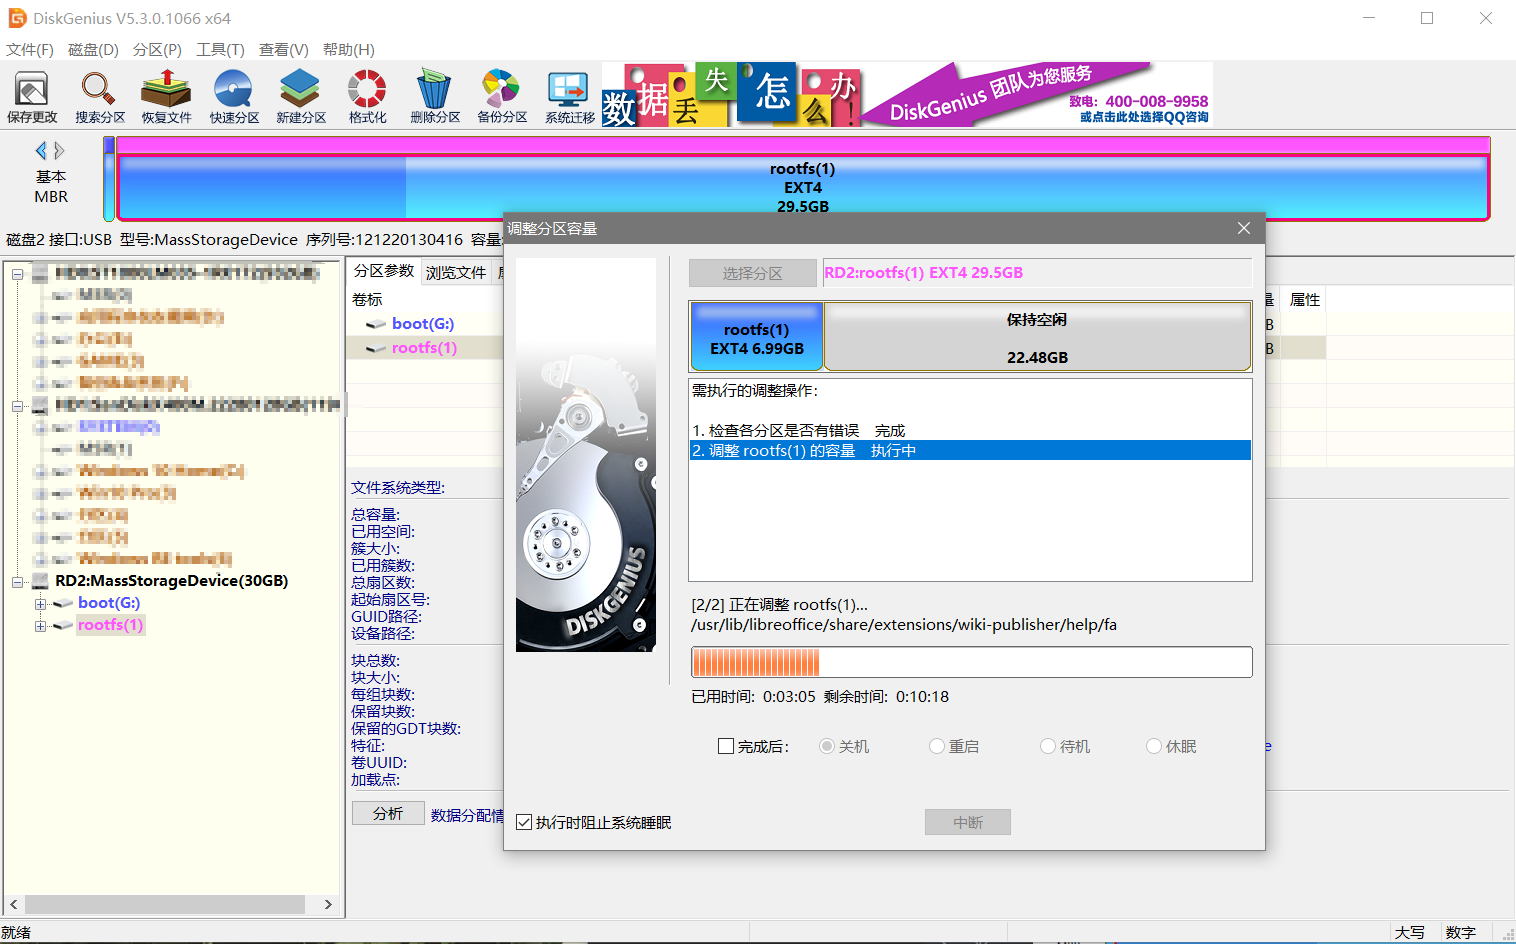 DiskGenius V5.3.0.1066 x64
文件(F) 磁盘(D) 分区(P) 工具(T) 查看(V) 帮助(H)
保存更改 搜索分区 恢复文件 快速分区 新建分区 格式化 删除分区 备份分区 系统迁移
数据丢失怎么办!
DiskGenius 团队为您服务
致电：400-008-9958
或点击此处选择QQ咨询
基本
MBR
rootfs(1)
EXT4
29.5GB
磁盘2 接口:USB 型号:MassStorageDevice 序列号:121220130416 容量:
RD2:MassStorageDevice(30GB)
boot(G:)
rootfs(1)
分区参数 浏览文件
卷标
属性
boot(G:)
rootfs(1)
文件系统类型:
总容量:
已用空间:
簇大小:
已用簇数:
总扇区数:
起始扇区号:
GUID路径:
设备路径:
块总数:
块大小:
每组块数:
保留块数:
保留的GDT块数:
特征:
卷UUID:
加载点:
分析 数据分配情
调整分区容量
选择分区 RD2:rootfs(1) EXT4 29.5GB
rootfs(1)
EXT4 6.99GB
保持空闲
22.48GB
需执行的调整操作:
1. 检查各分区是否有错误 完成
2. 调整 rootfs(1) 的容量 执行中
DISKGENIUS
[2/2] 正在调整 rootfs(1)...
/usr/lib/libreoffice/share/extensions/wiki-publisher/help/fa
已用时间: 0:03:05 剩余时间: 0:10:18
完成后: 关机 重启 待机 休眠
执行时阻止系统睡眠 中断
就绪
大写 数字